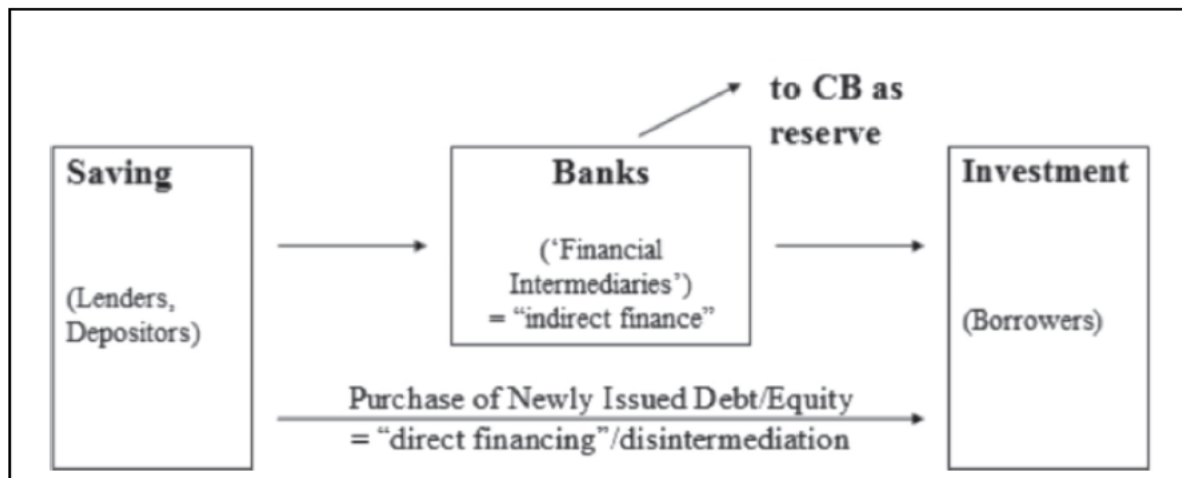 to CB as
reserve
Saving
(Lenders,
Depositors)
Banks
(‘Financial
Intermediaries’)
= “indirect finance”
Investment
(Borrowers)
Purchase of Newly Issued Debt/Equity
= “direct financing”/disintermediation